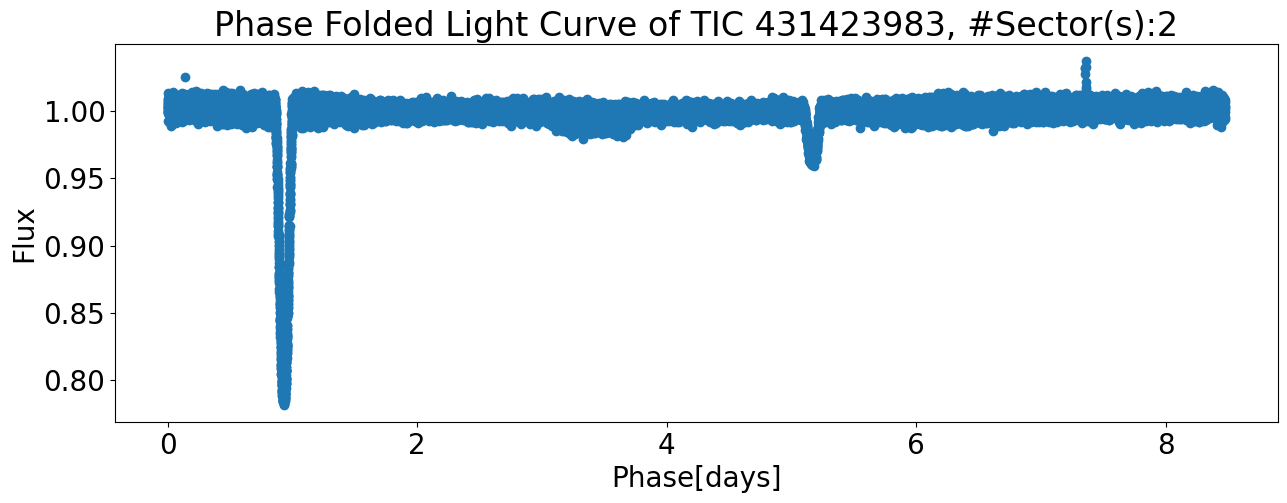 Phase Folded Light Curve of TIC 431423983, #Sector(s):2
Flux
1.00
0.95
0.90
0.85
0.80
0 2 4 6 8
Phase[days]